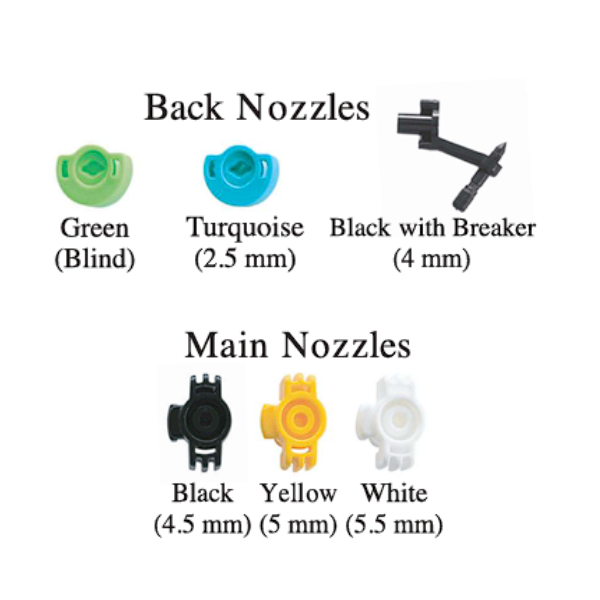 Back Nozzles
Green
(Blind)
Turquoise
(2.5 mm)
Black with Breaker
(4 mm)
Main Nozzles
Black
(4.5 mm)
Yellow
(5 mm)
White
(5.5 mm)